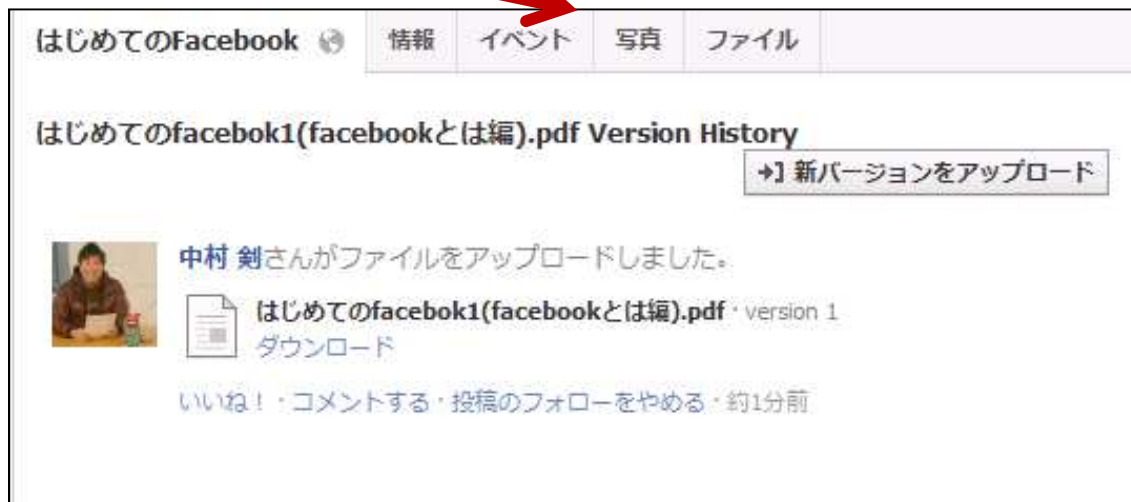 はじめてのFacebook 情報 イベント 写真 ファイル
はじめてのfacebok1(facebookとは編).pdf Version History
新バージョンをアップロード
中村 剣さんがファイルをアップロードしました。
はじめてのfacebok1(facebookとは編).pdf · version 1
ダウンロード
いいね！ · コメントする · 投稿のフォローをやめる · 約1分前